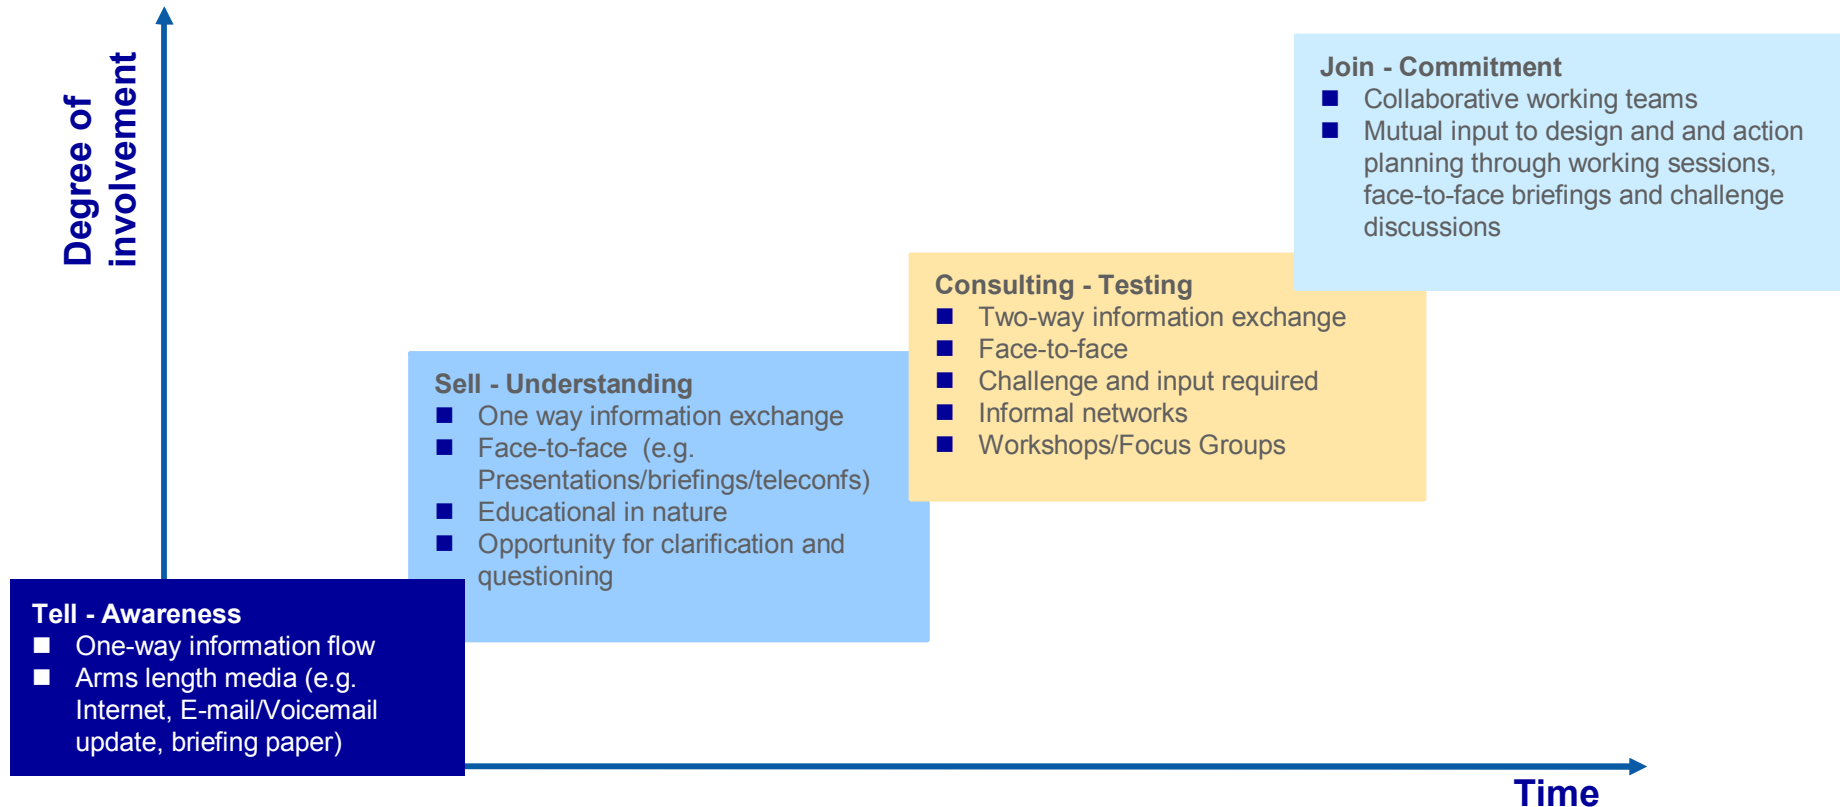 Degree of
involvement
Join - Commitment
Collaborative working teams
Mutual input to design and and action
planning through working sessions,
face-to-face briefings and challenge
discussions
Consulting - Testing
Two-way information exchange
Face-to-face
Challenge and input required
Informal networks
Workshops/Focus Groups
Sell - Understanding
One way information exchange
Face-to-face (e.g.
Presentations/briefings/teleconfs)
Educational in nature
Opportunity for clarification and
questioning
Tell - Awareness
One-way information flow
Arms length media (e.g.
Internet, E-mail/Voicemail
update, briefing paper)
Time